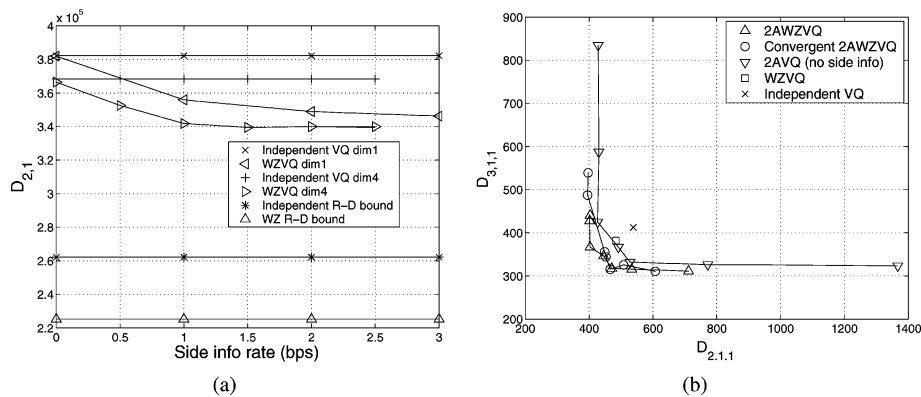 x 10^5
4
3.8
3.6
3.4
3.2
3
2.8
2.6
2.4
2.2
D2,1
0
0.5
1
1.5
2
2.5
3
Side info rate (bps)
Independent VQ dim1
WZVQ dim1
Independent VQ dim4
WZVQ dim4
Independent R-D bound
WZ R-D bound
(a)
900
800
700
600
500
400
300
200
D3,1,1
200
400
600
800
1000
1200
1400
D2,1,1
2AWZVQ
Convergent 2AWZVQ
2AVQ (no side info)
WZVQ
Independent VQ
(b)